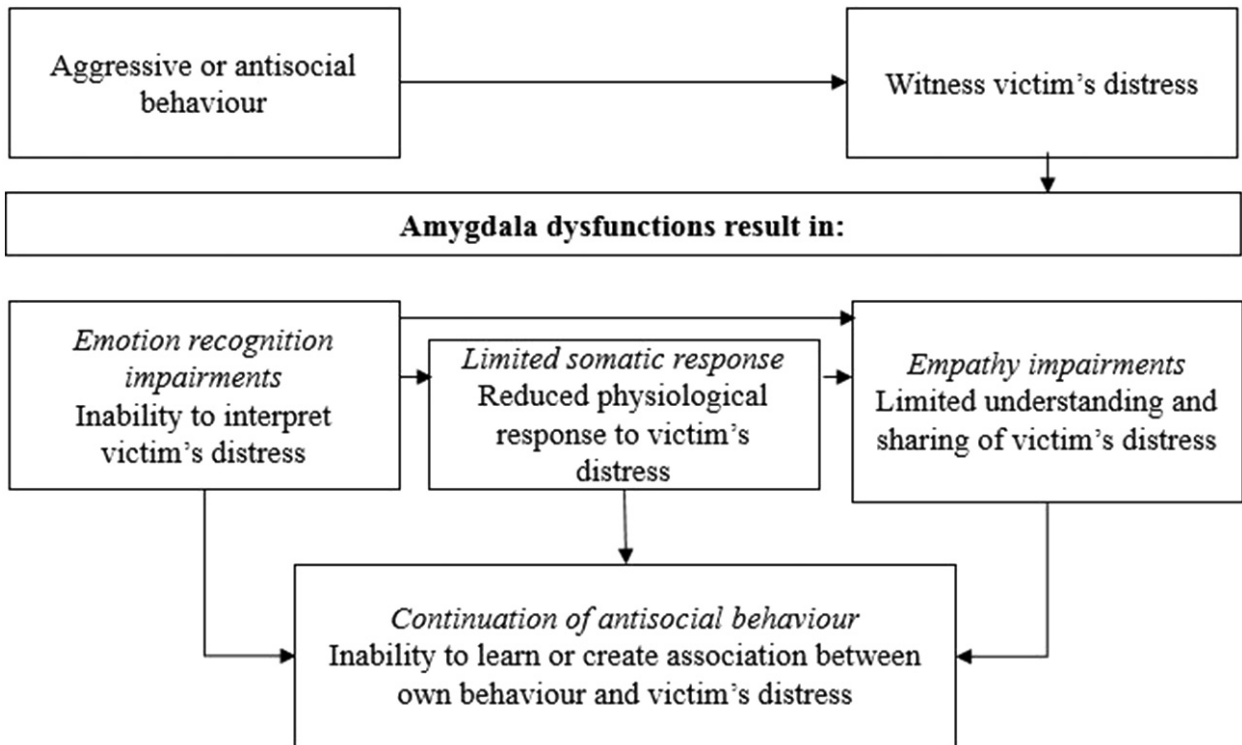 Aggressive or antisocial
behaviour
Witness victim’s distress
Amygdala dysfunctions result in:
Emotion recognition
impairments
Inability to interpret
victim’s distress
Limited somatic response
Reduced physiological
response to victim’s
distress
Empathy impairments
Limited understanding and
sharing of victim’s distress
Continuation of antisocial behaviour
Inability to learn or create association between
own behaviour and victim’s distress